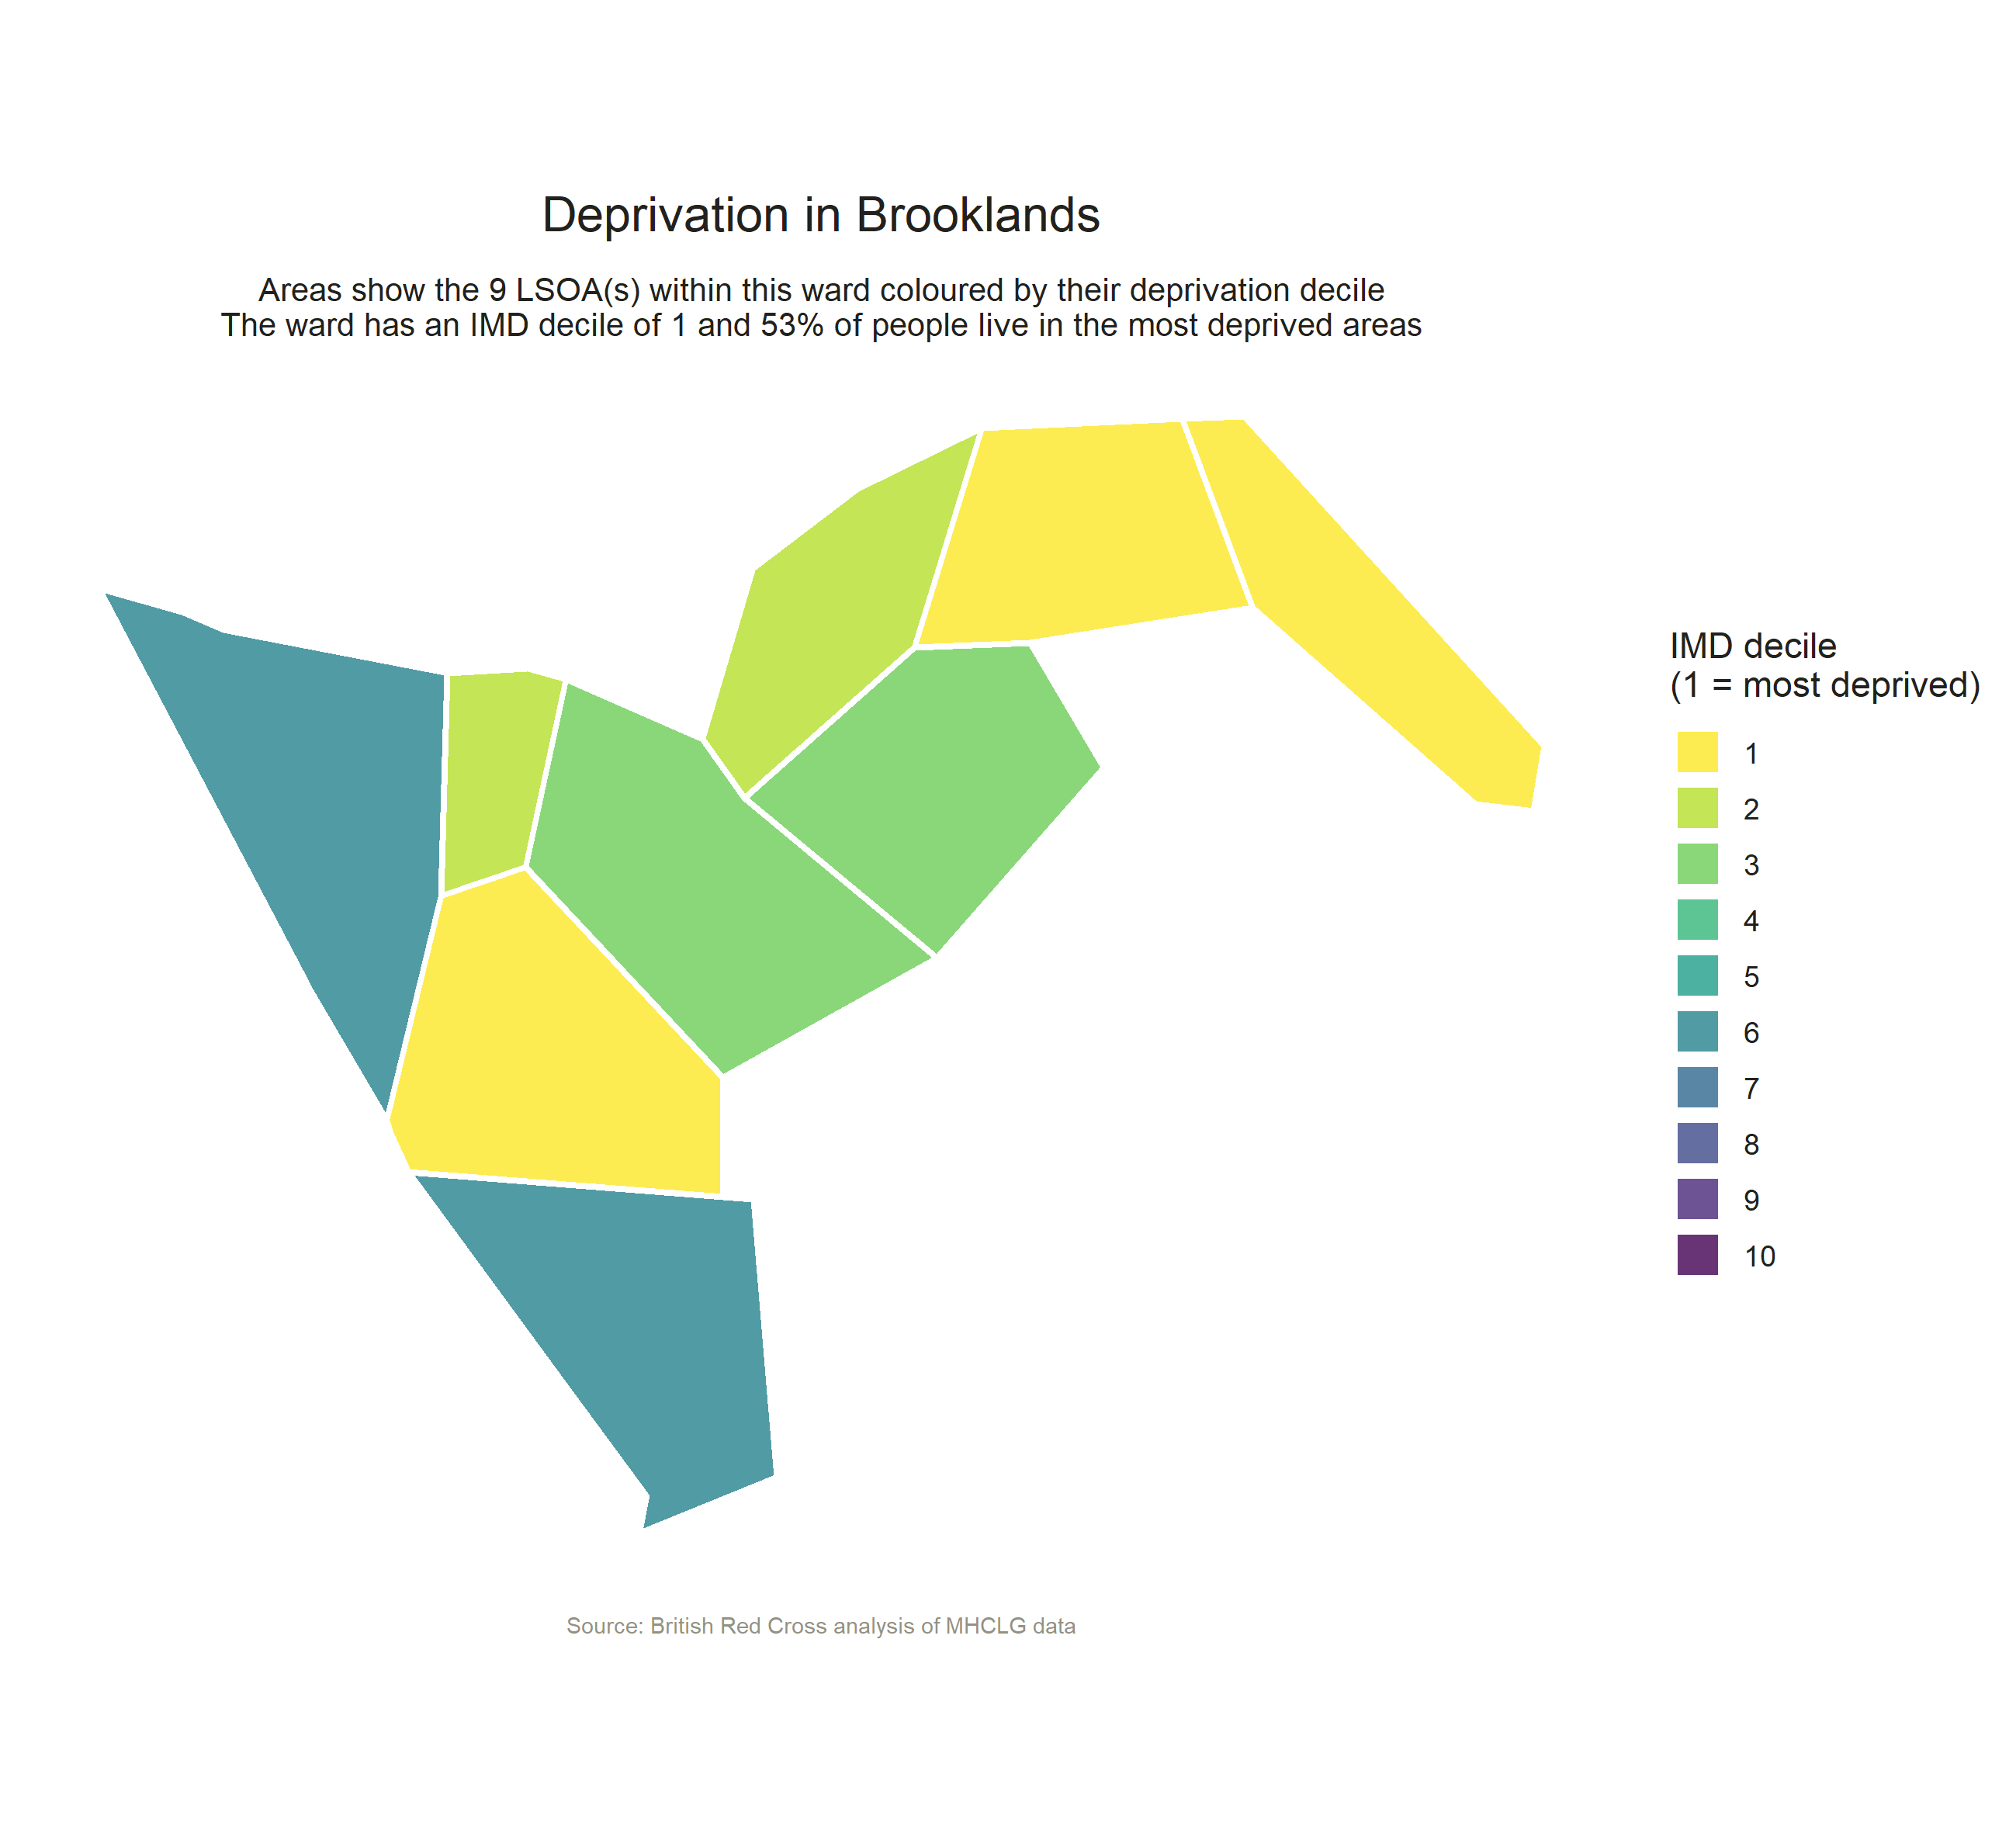 Deprivation in Brooklands
Areas show the 9 LSOA(s) within this ward coloured by their deprivation decile
The ward has an IMD decile of 1 and 53% of people live in the most deprived areas
IMD decile
(1 = most deprived)
1
2
3
4
5
6
7
8
9
10
Source: British Red Cross analysis of MHCLG data